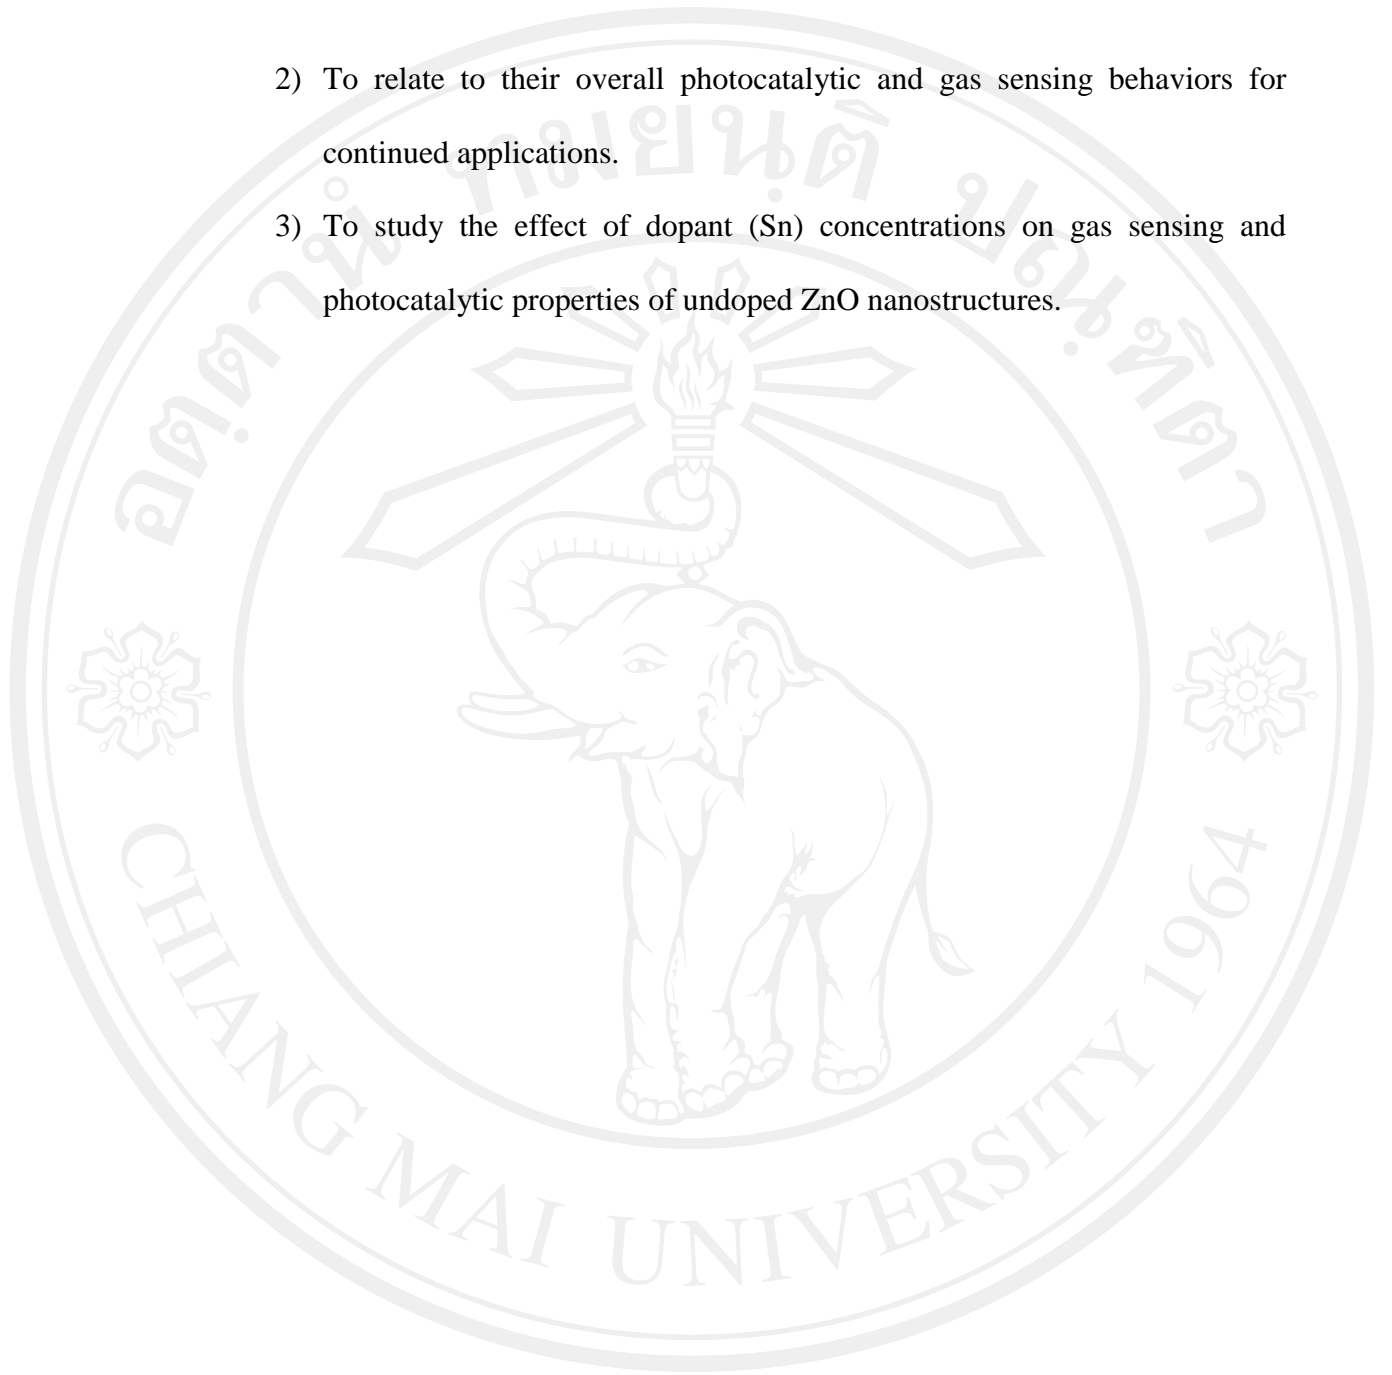 2) To relate to their overall photocatalytic and gas sensing behaviors for
continued applications.
3) To study the effect of dopant (Sn) concentrations on gas sensing and
photocatalytic properties of undoped ZnO nanostructures.
CHIANG MAI UNIVERSITY 1964